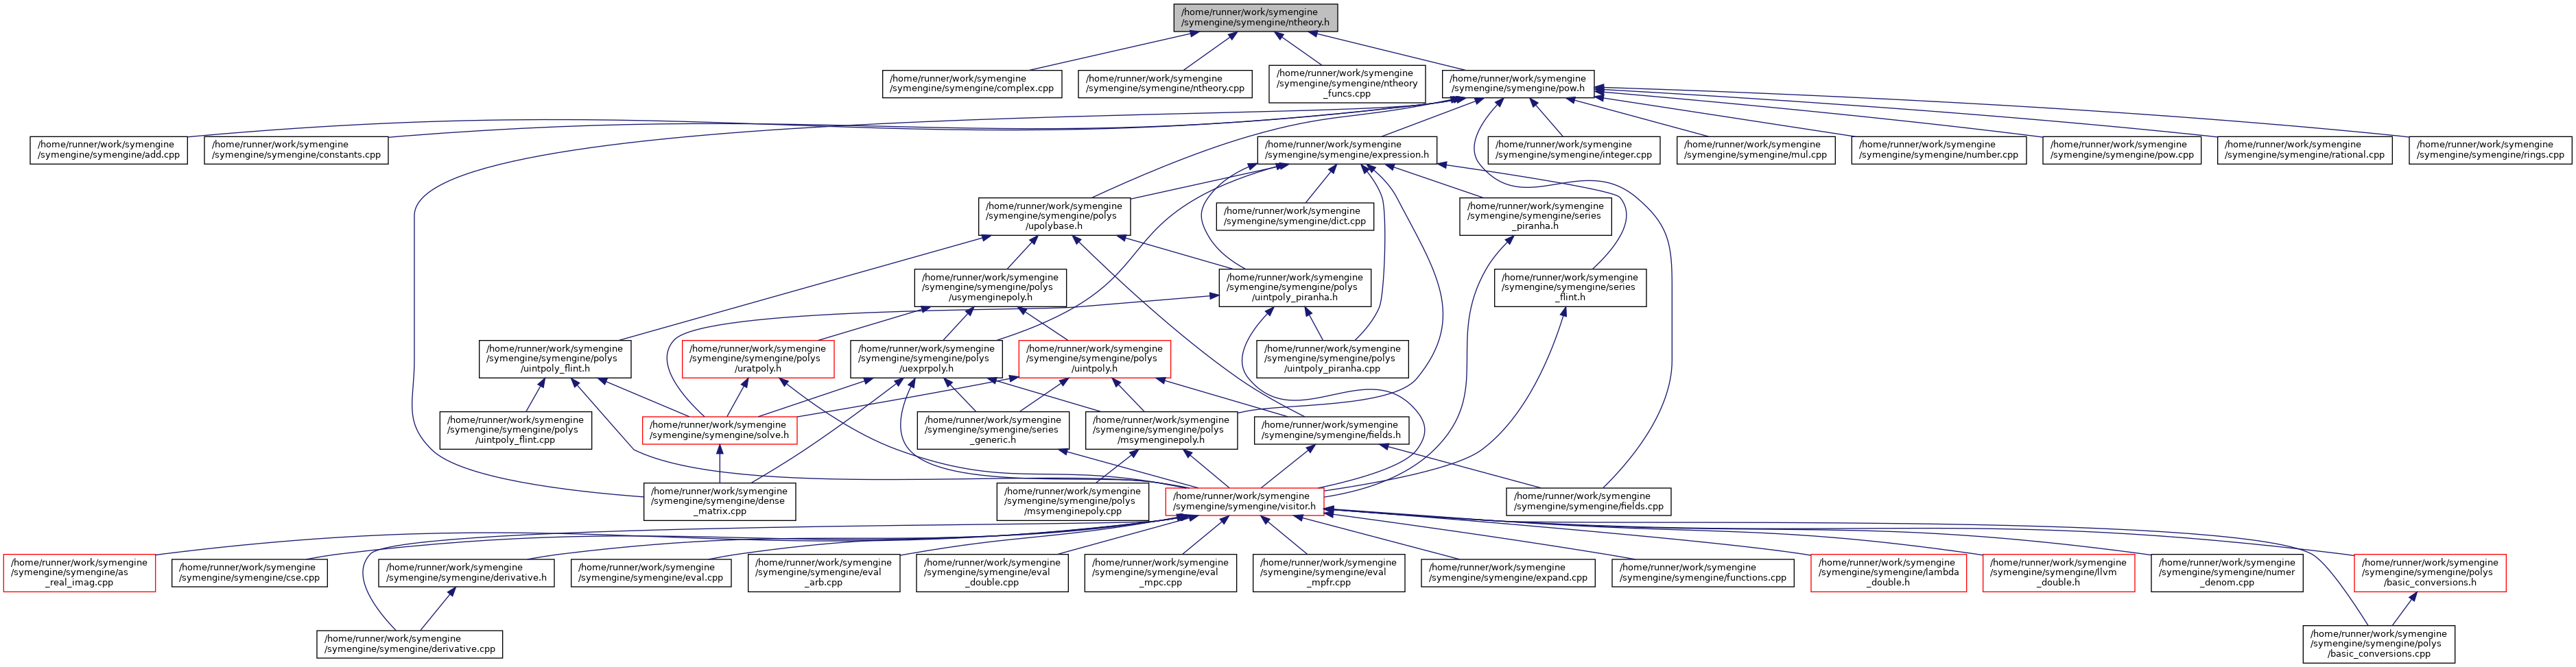 /home/runner/work/symengine
/symengine/symengine/ntheory.h
/home/runner/work/symengine
/symengine/symengine/complex.cpp
/home/runner/work/symengine
/symengine/symengine/ntheory.cpp
/home/runner/work/symengine
/symengine/symengine/ntheory
_funcs.cpp
/home/runner/work/symengine
/symengine/symengine/pow.h
/home/runner/work/symengine
/symengine/symengine/add.cpp
/home/runner/work/symengine
/symengine/symengine/constants.cpp
/home/runner/work/symengine
/symengine/symengine/expression.h
/home/runner/work/symengine
/symengine/symengine/integer.cpp
/home/runner/work/symengine
/symengine/symengine/mul.cpp
/home/runner/work/symengine
/symengine/symengine/number.cpp
/home/runner/work/symengine
/symengine/symengine/pow.cpp
/home/runner/work/symengine
/symengine/symengine/rational.cpp
/home/runner/work/symengine
/symengine/symengine/rings.cpp
/home/runner/work/symengine
/symengine/symengine/polys
/upolybase.h
/home/runner/work/symengine
/symengine/symengine/dict.cpp
/home/runner/work/symengine
/symengine/symengine/series
_piranha.h
/home/runner/work/symengine
/symengine/symengine/polys
/usymenginepoly.h
/home/runner/work/symengine
/symengine/symengine/polys
/uintpoly_piranha.h
/home/runner/work/symengine
/symengine/symengine/series
_flint.h
/home/runner/work/symengine
/symengine/symengine/polys
/uintpoly_flint.h
/home/runner/work/symengine
/symengine/symengine/polys
/uratpoly.h
/home/runner/work/symengine
/symengine/symengine/polys
/uexprpoly.h
/home/runner/work/symengine
/symengine/symengine/polys
/uintpoly.h
/home/runner/work/symengine
/symengine/symengine/polys
/uintpoly_piranha.cpp
/home/runner/work/symengine
/symengine/symengine/polys
/uintpoly_flint.cpp
/home/runner/work/symengine
/symengine/symengine/solve.h
/home/runner/work/symengine
/symengine/symengine/series
_generic.h
/home/runner/work/symengine
/symengine/symengine/polys
/msymenginepoly.h
/home/runner/work/symengine
/symengine/symengine/fields.h
/home/runner/work/symengine
/symengine/symengine/dense
_matrix.cpp
/home/runner/work/symengine
/symengine/symengine/polys
/msymenginepoly.cpp
/home/runner/work/symengine
/symengine/symengine/visitor.h
/home/runner/work/symengine
/symengine/symengine/fields.cpp
/home/runner/work/symengine
/symengine/symengine/as
_real_imag.cpp
/home/runner/work/symengine
/symengine/symengine/cse.cpp
/home/runner/work/symengine
/symengine/symengine/derivative.h
/home/runner/work/symengine
/symengine/symengine/eval.cpp
/home/runner/work/symengine
/symengine/symengine/eval
_arb.cpp
/home/runner/work/symengine
/symengine/symengine/eval
_double.cpp
/home/runner/work/symengine
/symengine/symengine/eval
_mpc.cpp
/home/runner/work/symengine
/symengine/symengine/eval
_mpfr.cpp
/home/runner/work/symengine
/symengine/symengine/expand.cpp
/home/runner/work/symengine
/symengine/symengine/functions.cpp
/home/runner/work/symengine
/symengine/symengine/lambda
_double.h
/home/runner/work/symengine
/symengine/symengine/llvm
_double.h
/home/runner/work/symengine
/symengine/symengine/numer
_denom.cpp
/home/runner/work/symengine
/symengine/symengine/polys
/basic_conversions.h
/home/runner/work/symengine
/symengine/symengine/derivative.cpp
/home/runner/work/symengine
/symengine/symengine/polys
/basic_conversions.cpp